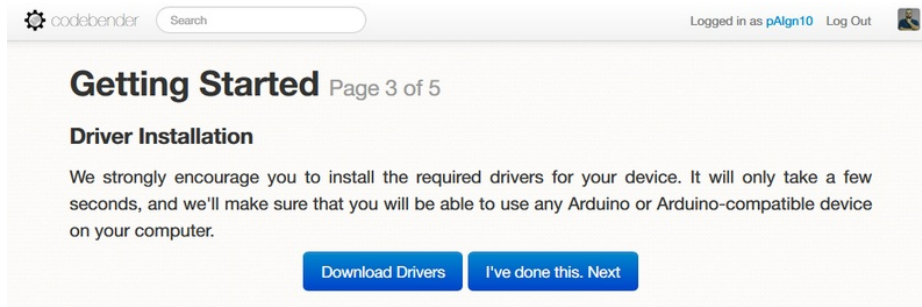 codebender Search Logged in as pAIgn10 Log Out
Getting Started Page 3 of 5
Driver Installation
We strongly encourage you to install the required drivers for your device. It will only take a few
seconds, and we'll make sure that you will be able to use any Arduino or Arduino-compatible device
on your computer.
Download Drivers I've done this. Next